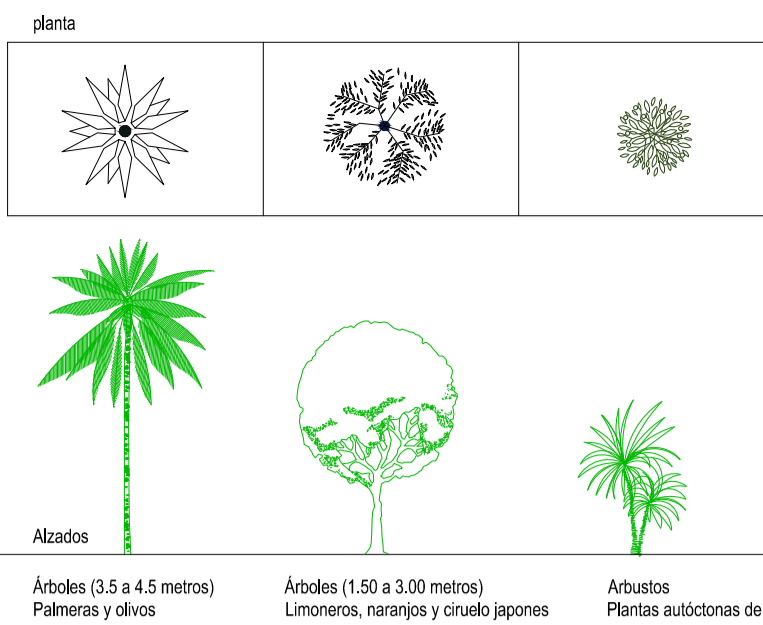 planta
Alzados
Árboles (3.5 a 4.5 metros)
Palmeras y olivos
Árboles (1.50 a 3.00 metros)
Limoneros, naranjos y ciruelo japones
Arbustos
Plantas autóctonas de